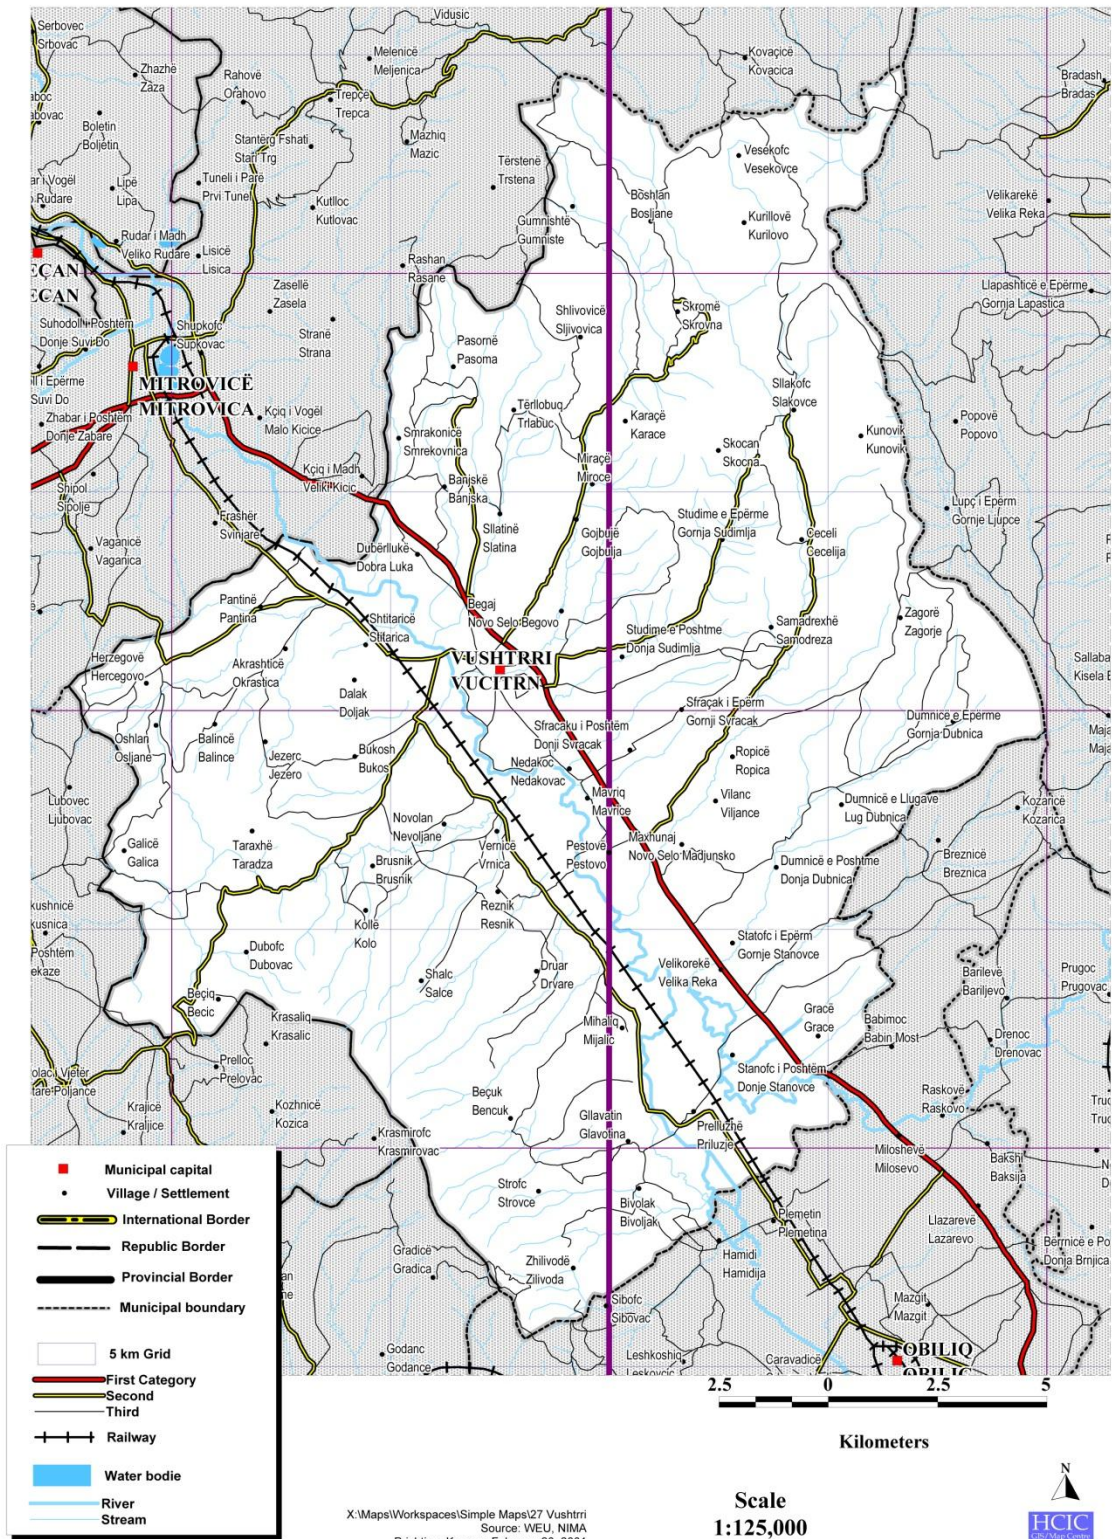 Serbovec
Srbovac
Vidusic
Zhazhë
Zaza
Rahovë
Orahovo
Melenicë
Meljenica
Kovaçicë
Kovacica
Bradash
Bradas
Boletin
Boljetin
Trepçë
Trepca
Stantërg Fshati
Stari Trg
Mazhiq
Mazic
Tërstenë
Trstena
Vesekofc
Vesekovce
Lipë
Lipa
Tuneli i Parë
Prvi Tunel
Kutlloc
Kutlovac
Gumnishtë
Gumniste
Boshlan
Bosljane
Kurillovë
Kurilovo
Velikarekë
Velika Reka
Rudar i Madh
Veliko Rudare
Lisicë
Lisica
Rashan
Rasane
Zasellë
Zasela
Llapashticë e Epërme
Gornja Lapastica
Suhodoll i Poshtëm
Donje Suvi Do
Shupkofc
Supkovac
Stranë
Strana
Shlivovicë
Sljivovica
Skromë
Skrovna
Pasornë
Pasoma
MITROVICË
MITROVICA
Zhabar i Poshtëm
Donje Zabare
Kçiq i Vogël
Malo Kicice
Smrakonicë
Smrekovnica
Tërllobuq
Trlabuc
Karaçë
Karace
Sllakofc
Slakovce
Kunovik
Kunovik
Popovë
Popovo
Skocan
Skocna
Kçiq i Madh
Veliki Kicic
Banjskë
Banjska
Miraçë
Miroce
Shipol
Sipolje
Frashër
Svinjare
Sllatinë
Slatina
Gojbujë
Gojbulja
Studime e Epërme
Gornja Sudimlja
Ceceli
Cecelija
Lupç i Epërm
Gornje Ljupce
Vaganicë
Vaganica
Dubërllukë
Dobra Luka
Pantinë
Pantina
Shtitaricë
Stitarica
Begaj
Novo Selo Begovo
Studime e Poshtme
Donja Sudimlja
Samadrexhë
Samodreza
Zagorë
Zagorje
Herzegovë
Hercegovo
Akrashticë
Okrastica
Dalak
Doljak
VUSHTRRI
VUCITRN
Sfraçak i Epërm
Gornji Svracak
Dumnicë e Eperme
Gornja Dubnica
Oshlan
Osljane
Balincë
Balince
Jezerc
Jezero
Bukosh
Bukos
Sfracaku i Poshtëm
Donji Svracak
Nedakoc
Nedakovac
Ropicë
Ropica
Lubovec
Ljubovac
Mavriq
Mavrice
Vilanc
Viljance
Dumnicë e Llugave
Lug Dubnica
Kozaricë
Kozarica
Galicë
Galica
Taraxhë
Taradza
Novolan
Nevoljane
Vernicë
Vrnica
Pestovë
Pestovo
Maxhunaj
Novo Selo Madjunsko
Breznicë
Breznica
Brusnik
Brusnik
Dumnicë e Poshtme
Donja Dubnica
Reznik
Resnik
Kollë
Kolo
Dubofc
Dubovac
Shalc
Salce
Druar
Drvare
Statofc i Epërm
Gornje Stanovce
Velikorekë
Velika Reka
Barilevë
Bariljevo
Prugoc
Prugovac
Beçiq
Becic
Krasaliq
Krasalic
Mihaliq
Mijalic
Gracë
Grace
Babimoc
Babin Most
Drenoc
Drenovac
Prelloc
Prelovac
Stanofc i Poshtëm
Donje Stanovce
Raskovë
Raskovo
Krajicë
Kraljice
Kozhnicë
Kozica
Beçuk
Bencuk
Gllavatin
Glavotina
Prelluzhë
Priluzje
Krasmirofc
Krasmirovac
Miloshevë
Milosevo
Bakshi
Baksija
Strofc
Strovce
Bivolak
Bivoljak
Plemetin
Plemetina
Llazarevë
Lazarevo
Hamidi
Hamidija
Gradicë
Gradica
Zhilivodë
Zilivoda
Sibofc
Sibovac
Donja Brnjica
Mazgit
Mazgit
Godanc
Godance
Leshkoshiq
Caravadicë
OBILIQ
Municipal capital
Village / Settlement
International Border
Republic Border
Provincial Border
Municipal boundary
5 km Grid
First Category
Second
Third
Railway
Water bodie
River
Stream
2.5 0 2.5 5
Kilometers
X:\Maps\Workspaces\Simple Maps\27 Vushtrri
Source: WEU, NIMA
Scale
1:125,000
N
HCIC
GIS/Map Centre